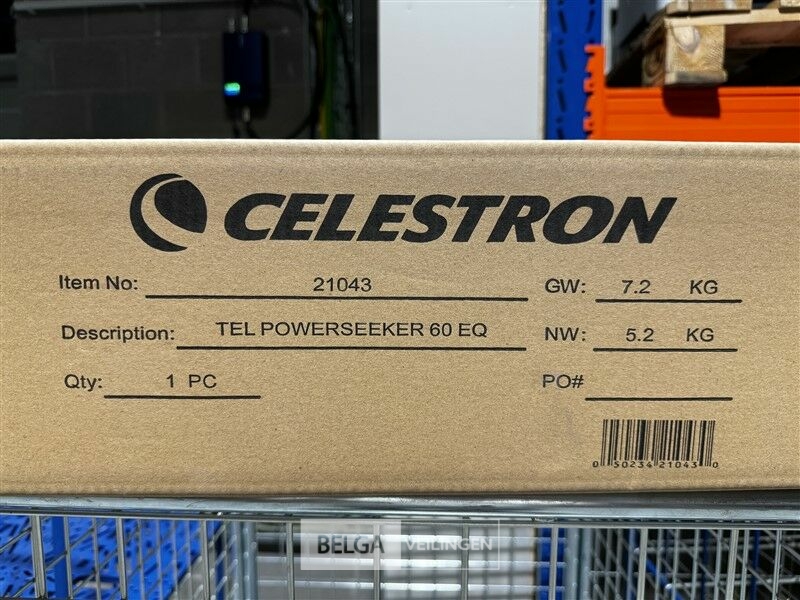 CELESTRON
Item No: 21043 GW: 7.2 KG
Description: TEL POWERSEEKER 60 EQ NW: 5.2 KG
Qty: 1 PC PO#
0 50234 21043 0
BELGA VEILINGEN